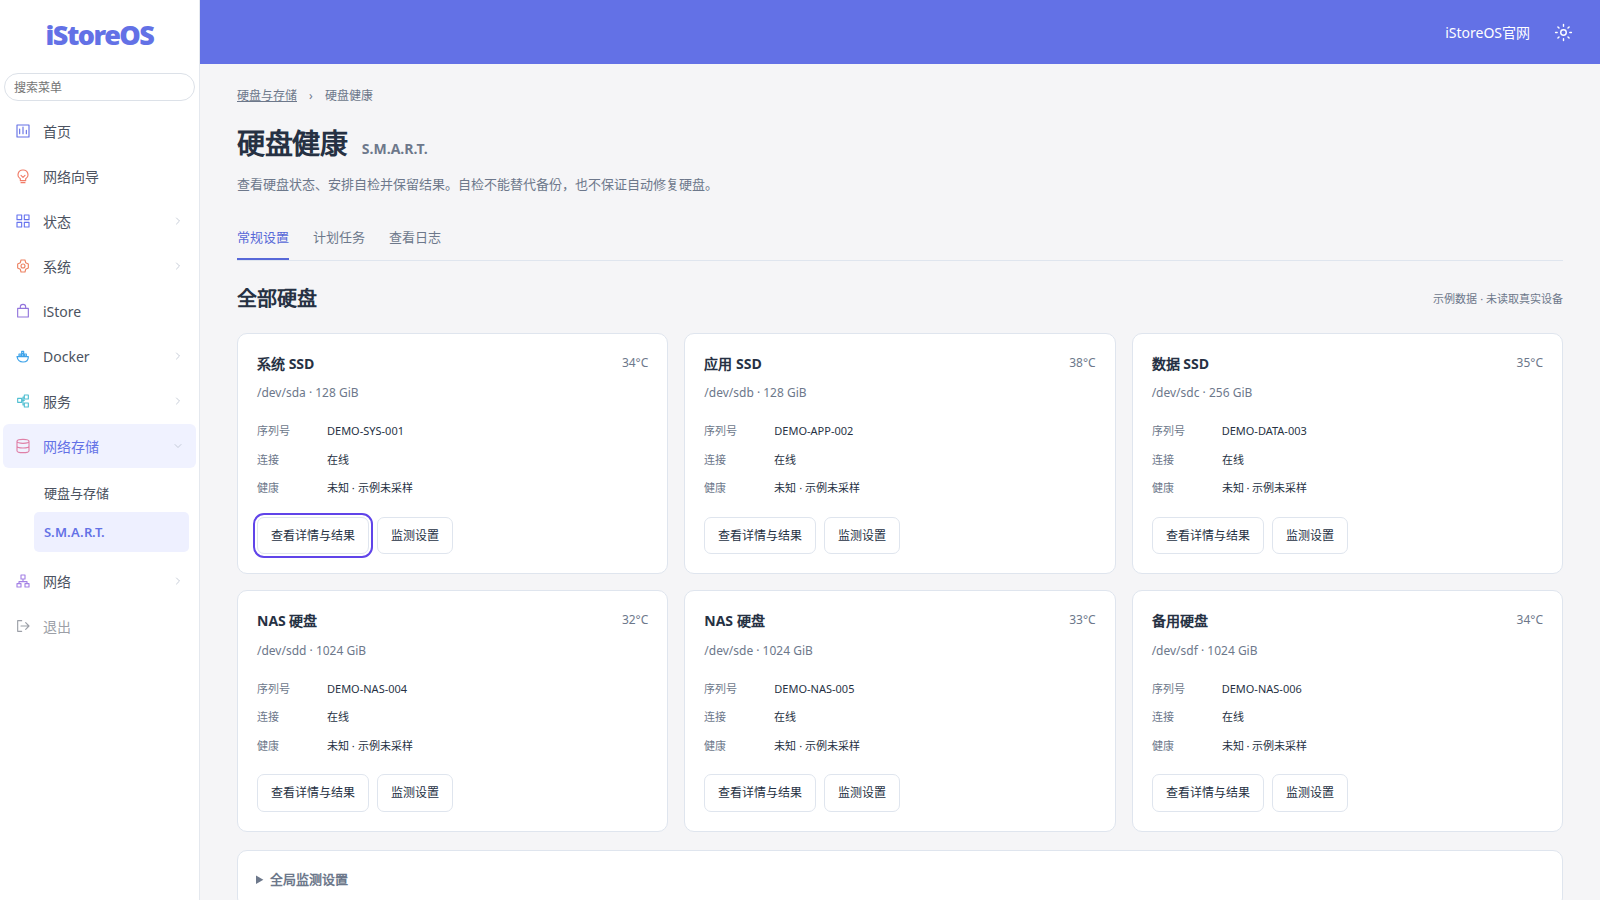 iStoreOS
搜索菜单
首页
网络向导
状态
系统
iStore
Docker
服务
网络存储
硬盘与存储
S.M.A.R.T.
网络
退出
iStoreOS官网
硬盘与存储 › 硬盘健康
硬盘健康 S.M.A.R.T.
查看硬盘状态、安排自检并保留结果。自检不能替代备份，也不保证自动修复硬盘。
常规设置 计划任务 查看日志
全部硬盘 示例数据 · 未读取真实设备
系统 SSD 34°C
/dev/sda · 128 GiB
序列号 DEMO-SYS-001
连接 在线
健康 未知 · 示例未采样
查看详情与结果 监测设置
应用 SSD 38°C
/dev/sdb · 128 GiB
序列号 DEMO-APP-002
连接 在线
健康 未知 · 示例未采样
查看详情与结果 监测设置
数据 SSD 35°C
/dev/sdc · 256 GiB
序列号 DEMO-DATA-003
连接 在线
健康 未知 · 示例未采样
查看详情与结果 监测设置
NAS 硬盘 32°C
/dev/sdd · 1024 GiB
序列号 DEMO-NAS-004
连接 在线
健康 未知 · 示例未采样
查看详情与结果 监测设置
NAS 硬盘 33°C
/dev/sde · 1024 GiB
序列号 DEMO-NAS-005
连接 在线
健康 未知 · 示例未采样
查看详情与结果 监测设置
备用硬盘 34°C
/dev/sdf · 1024 GiB
序列号 DEMO-NAS-006
连接 在线
健康 未知 · 示例未采样
查看详情与结果 监测设置
全局监测设置